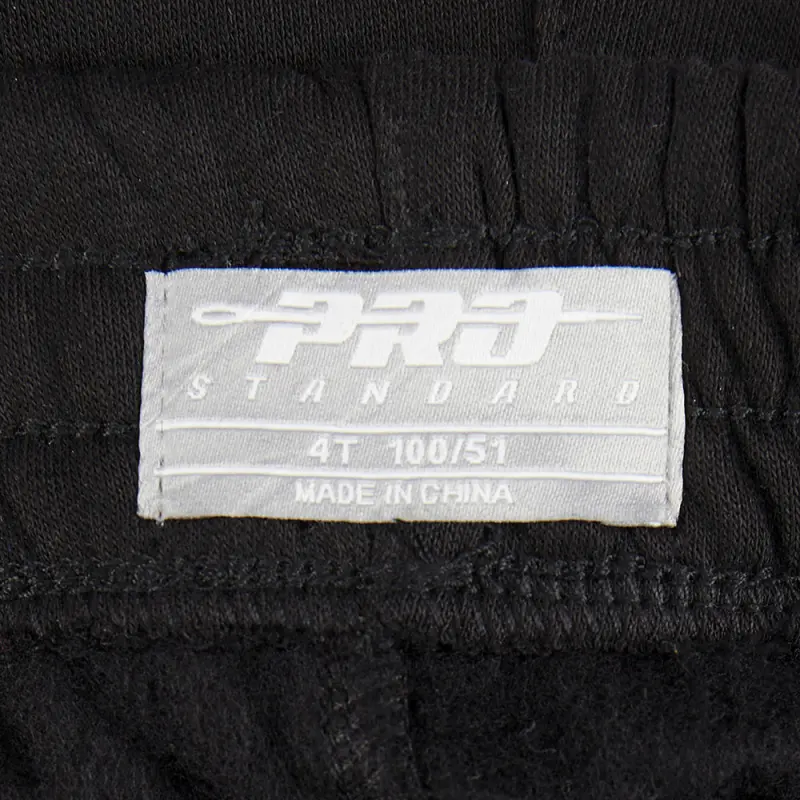 PRO
STANDARD
4T 100/51
MADE IN CHINA